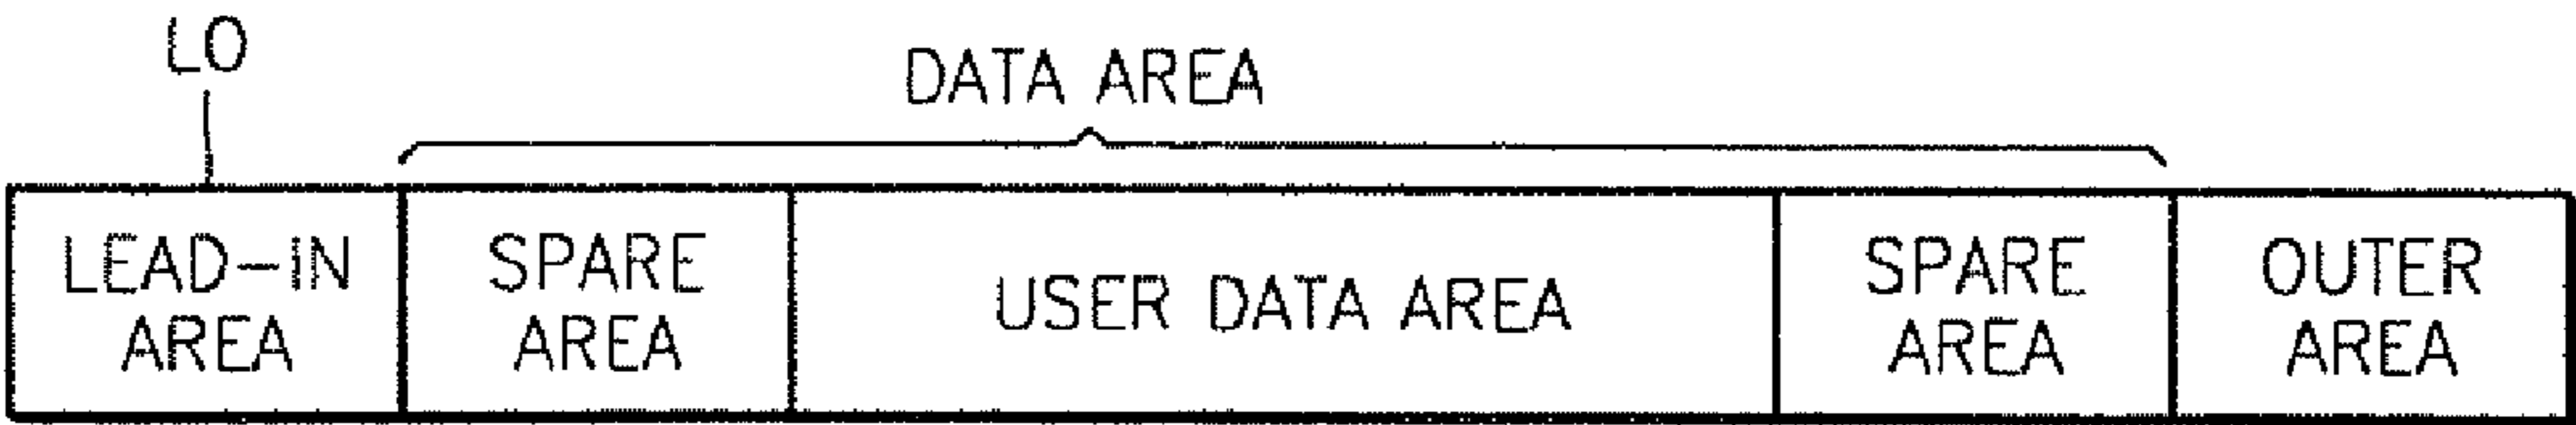 LO
DATA AREA
LEAD-IN
AREA
SPARE
AREA
USER DATA AREA
SPARE
AREA
OUTER
AREA